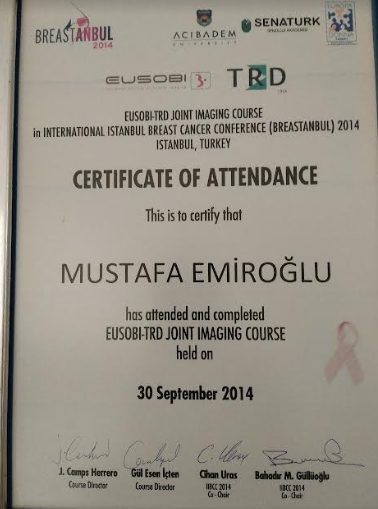 BREASTANBUL
2014
ACIBADEM
UNIVERSITY
SENATURK
EUSOBI
TRD
EUSOBI-TRD JOINT IMAGING COURSE
in INTERNATIONAL ISTANBUL BREAST CANCER CONFERENCE (BREASTANBUL) 2014
ISTANBUL, TURKEY
CERTIFICATE OF ATTENDANCE
This is to certify that
MUSTAFA EMİROĞLU
has attended and completed
EUSOBI-TRD JOINT IMAGING COURSE
held on
30 September 2014
J. Camps Herrero Gül Esen İçten Cihan Uras Bahadır M. Güllüoğlu
Course Director Course Director IIBCC 2014 IIBCC 2014
Co - Chair Co - Chair